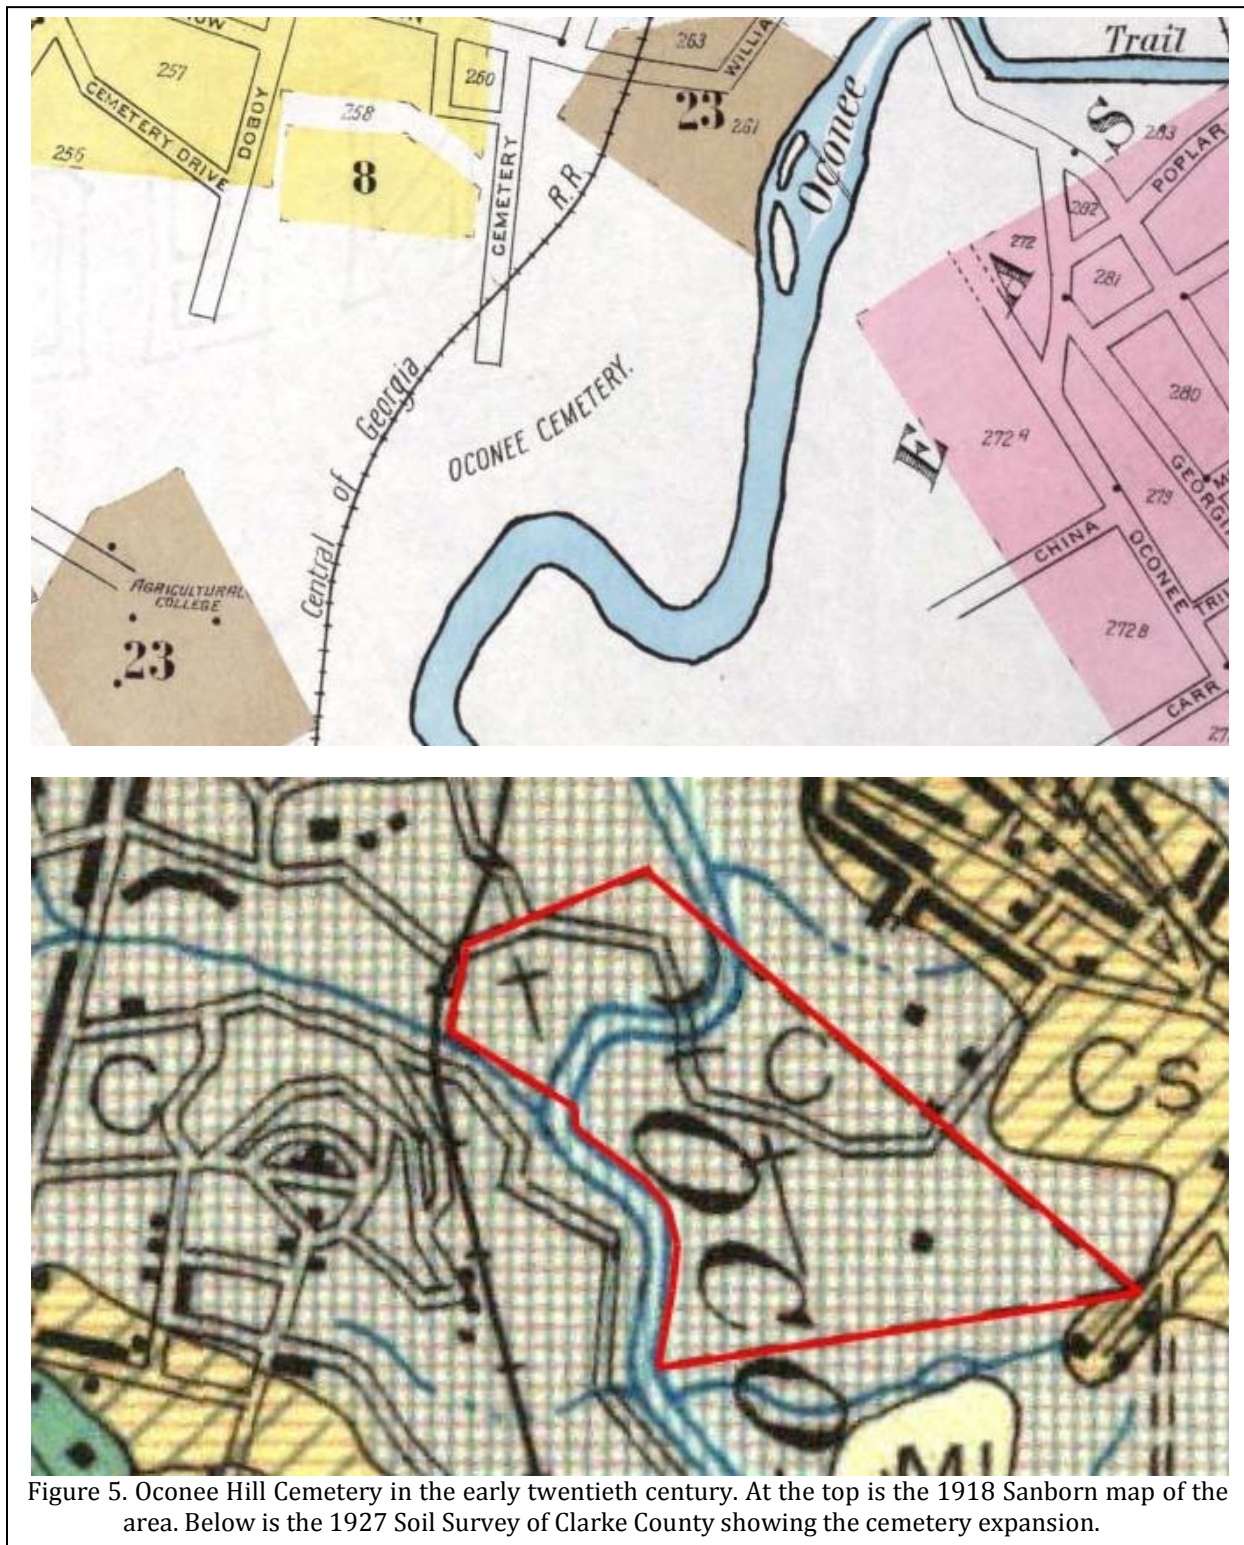 Trail
263
WILLIA
257
260
23
261
258
CEMETERY DRIVE
DOBY
256
8
CEMETERY
R.R.
Oconee
S
283
POPLAR
282
272
A
281
Central of Georgia
OCONEE CEMETERY.
280
E
272A
GEORGIA
279
CHINA
OCONEE
AGRICULTURAL
COLLEGE
23
272B
CARR
C
C
Cs
O
C
O
Figure 5. Oconee Hill Cemetery in the early twentieth century. At the top is the 1918 Sanborn map of the
area. Below is the 1927 Soil Survey of Clarke County showing the cemetery expansion.